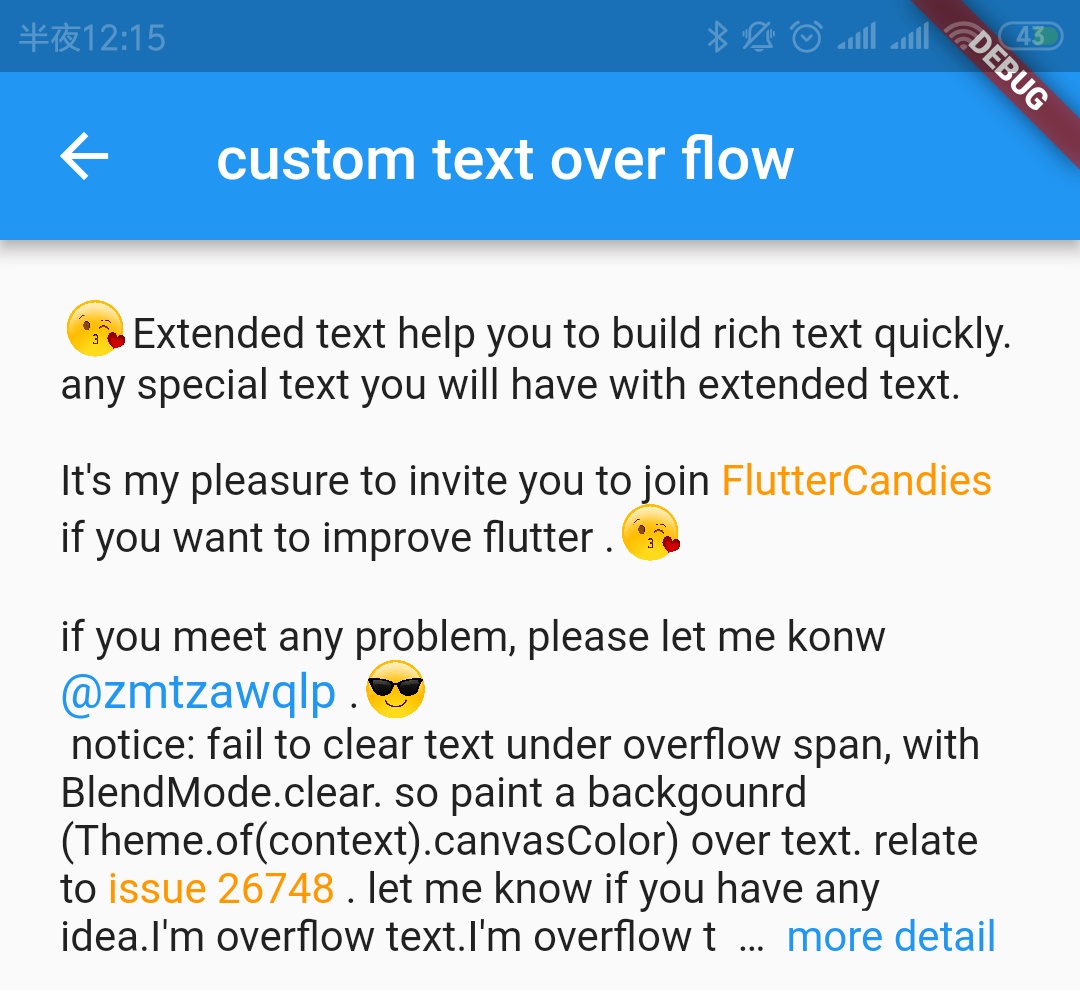 半夜12:15
43
DEBUG
custom text over flow
Extended text help you to build rich text quickly.
any special text you will have with extended text.
It's my pleasure to invite you to join FlutterCandies
if you want to improve flutter .
if you meet any problem, please let me konw
@zmtzawqlp .
notice: fail to clear text under overflow span, with
BlendMode.clear. so paint a backgounrd
(Theme.of(context).canvasColor) over text. relate
to issue 26748 . let me know if you have any
idea.I'm overflow text.I'm overflow t ... more detail